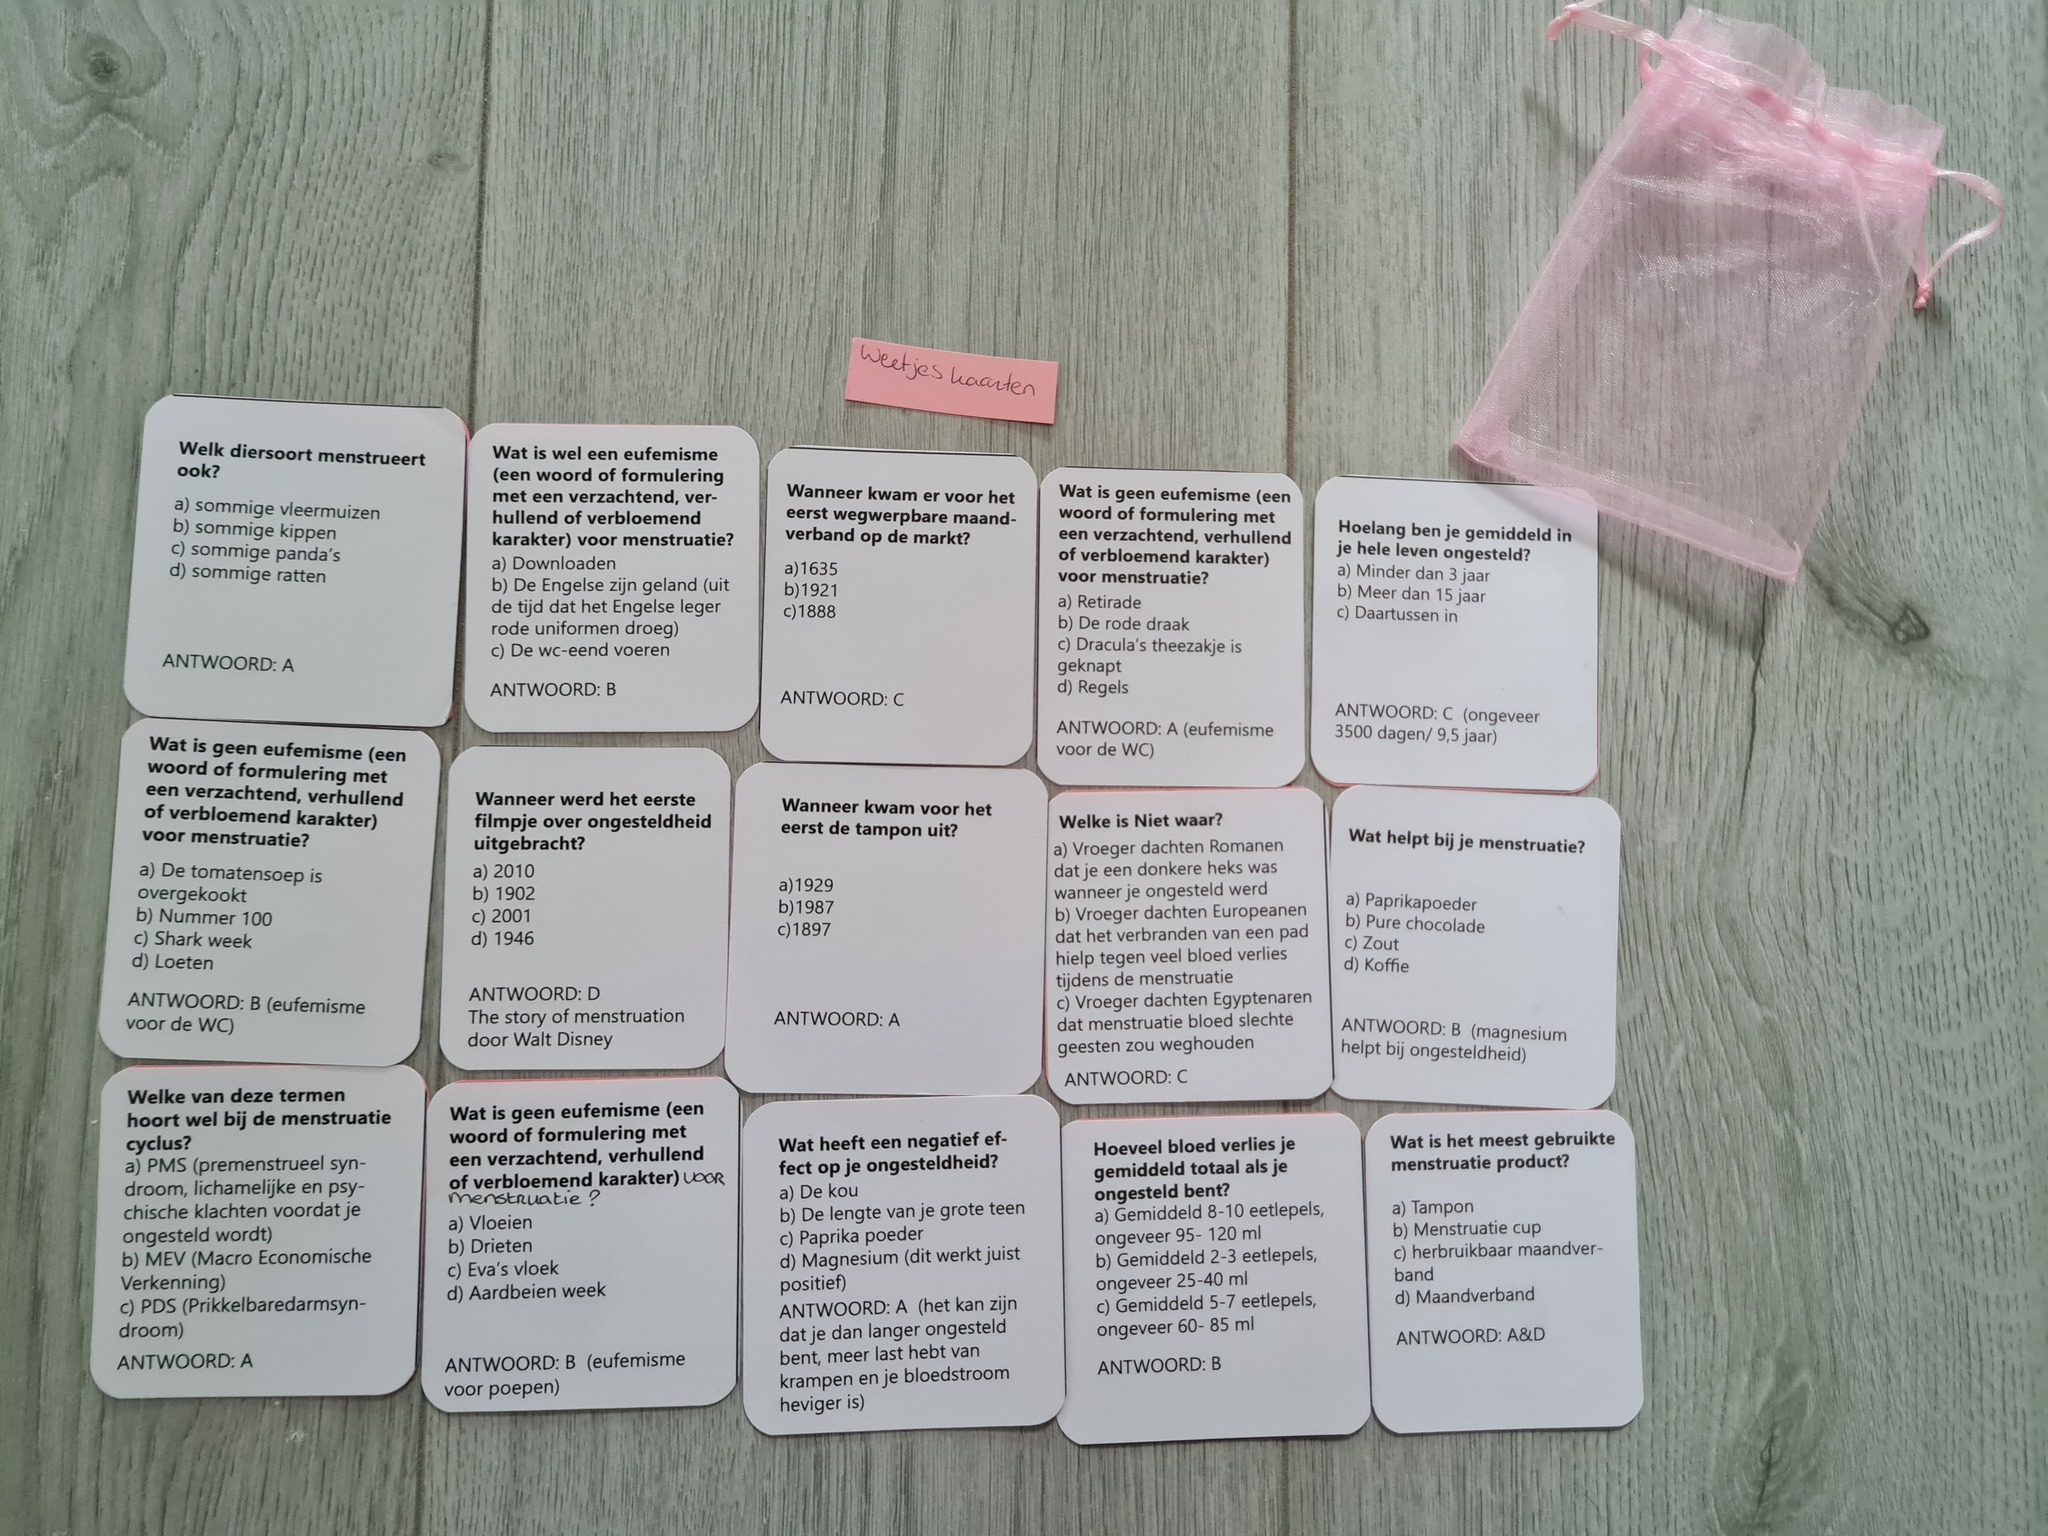 Weetjes kaarten
Welk diersoort menstrueert
ook?
a) sommige vleermuizen
b) sommige kippen
c) sommige panda's
d) sommige ratten
ANTWOORD: A
Wat is wel een eufemisme
(een woord of formulering
met een verzachtend, ver-
hullend of verbloemend
karakter) voor menstruatie?
a) Downloaden
b) De Engelse zijn geland (uit
de tijd dat het Engelse leger
rode uniformen droeg)
c) De wc-eend voeren
ANTWOORD: B
Wanneer kwam er voor het
eerst wegwerpbare maand-
verband op de markt?
a)1635
b)1921
c)1888
ANTWOORD: C
Wat is geen eufemisme (een
woord of formulering met
een verzachtend, verhullend
of verbloemend karakter)
voor menstruatie?
a) Retirade
b) De rode draak
c) Dracula's theezakje is
geknapt
d) Regels
ANTWOORD: A (eufemisme
voor de WC)
Hoelang ben je gemiddeld in
je hele leven ongesteld?
a) Minder dan 3 jaar
b) Meer dan 15 jaar
c) Daartussen in
ANTWOORD: C (ongeveer
3500 dagen/ 9,5 jaar)
Wat is geen eufemisme (een
woord of formulering met
een verzachtend, verhullend
of verbloemend karakter)
voor menstruatie?
a) De tomatensoep is
overgekookt
b) Nummer 100
c) Shark week
d) Loeten
ANTWOORD: B (eufemisme
voor de WC)
Wanneer werd het eerste
filmpje over ongesteldheid
uitgebracht?
a) 2010
b) 1902
c) 2001
d) 1946
ANTWOORD: D
The story of menstruation
door Walt Disney
Wanneer kwam voor het
eerst de tampon uit?
a)1929
b)1987
c)1897
ANTWOORD: A
Welke is Niet waar?
a) Vroeger dachten Romanen
dat je een donkere heks was
wanneer je ongesteld werd
b) Vroeger dachten Europeanen
dat het verbranden van een pad
hielp tegen veel bloed verlies
tijdens de menstruatie
c) Vroeger dachten Egyptenaren
dat menstruatie bloed slechte
geesten zou weghouden
ANTWOORD: C
Wat helpt bij je menstruatie?
a) Paprikapoeder
b) Pure chocolade
c) Zout
d) Koffie
ANTWOORD: B (magnesium
helpt bij ongesteldheid)
Welke van deze termen
hoort wel bij de menstruatie
cyclus?
a) PMS (premenstrueel syn-
droom, lichamelijke en psy-
chische klachten voordat je
ongesteld wordt)
b) MEV (Macro Economische
Verkenning)
c) PDS (Prikkelbaredarmsyn-
droom)
ANTWOORD: A
Wat is geen eufemisme (een
woord of formulering met
een verzachtend, verhullend
of verbloemend karakter) voor
menstruatie?
a) Vloeien
b) Drieten
c) Eva's vloek
d) Aardbeien week
ANTWOORD: B (eufemisme
voor poepen)
Wat heeft een negatief ef-
fect op je ongesteldheid?
a) De kou
b) De lengte van je grote teen
c) Paprika poeder
d) Magnesium (dit werkt juist
positief)
ANTWOORD: A (het kan zijn
dat je dan langer ongesteld
bent, meer last hebt van
krampen en je bloedstroom
heviger is)
Hoeveel bloed verlies je
gemiddeld totaal als je
ongesteld bent?
a) Gemiddeld 8-10 eetlepels,
ongeveer 95- 120 ml
b) Gemiddeld 2-3 eetlepels,
ongeveer 25-40 ml
c) Gemiddeld 5-7 eetlepels,
ongeveer 60- 85 ml
ANTWOORD: B
Wat is het meest gebruikte
menstruatie product?
a) Tampon
b) Menstruatie cup
c) herbruikbaar maandver-
band
d) Maandverband
ANTWOORD: A&D